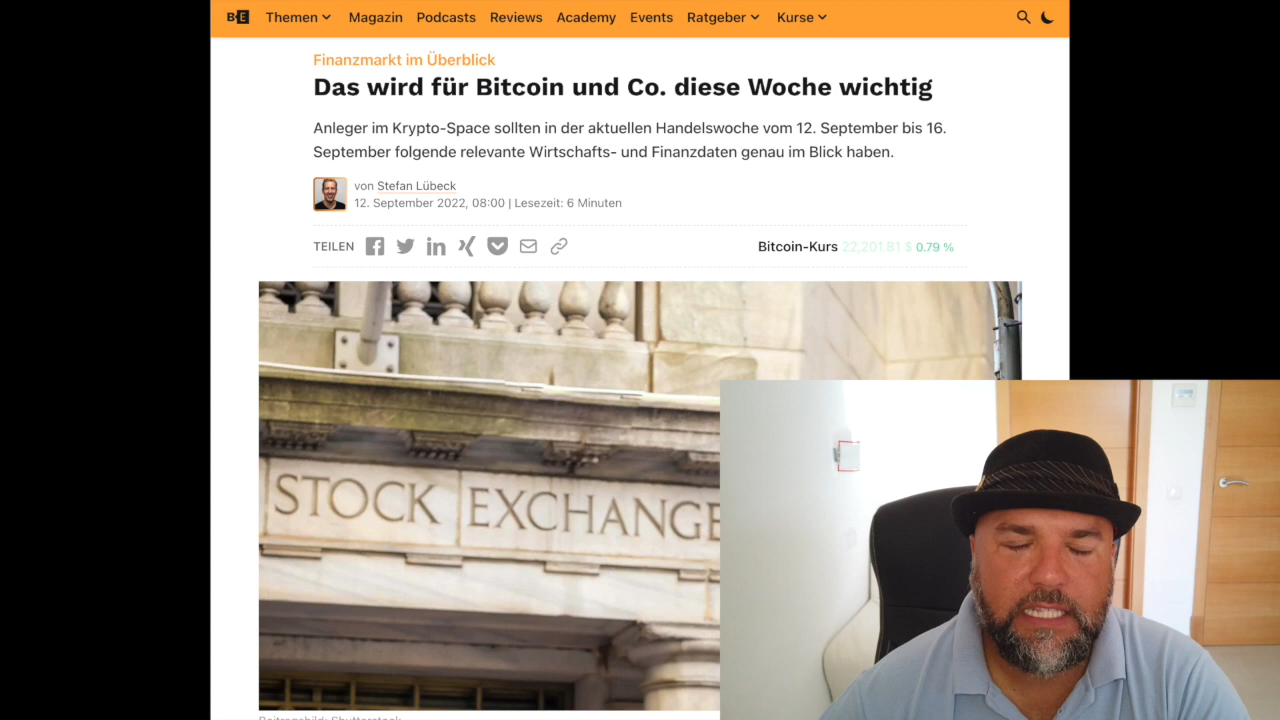 B•E Themen Magazin Podcasts Reviews Academy Events Ratgeber Kurse
Finanzmarkt im Überblick
Das wird für Bitcoin und Co. diese Woche wichtig
Anleger im Krypto-Space sollten in der aktuellen Handelswoche vom 12. September bis 16.
September folgende relevante Wirtschafts- und Finanzdaten genau im Blick haben.
von Stefan Lübeck
12. September 2022, 08:00 | Lesezeit: 6 Minuten
TEILEN Bitcoin-Kurs 22,201.81 $ 0.79 %
STOCK EXCHANGE
Beitragsbild: Shutterstock